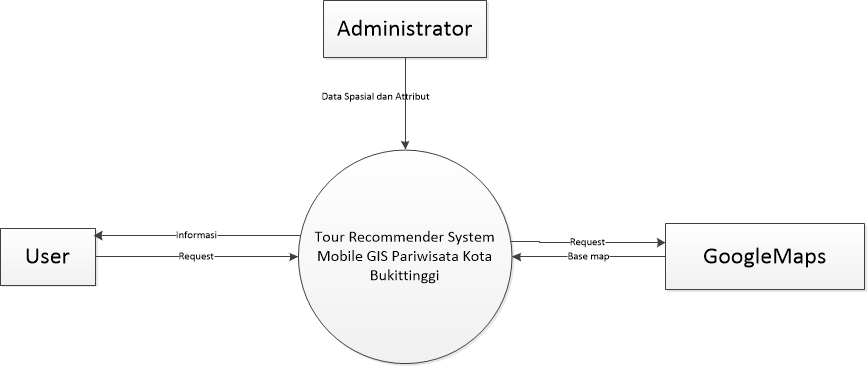 Administrator
Data Spasial dan Attribut
Informasi
Request
User
Request
Tour Recommender System
Mobile GIS Pariwisata Kota
Bukittinggi
Request
Base map
GoogleMaps